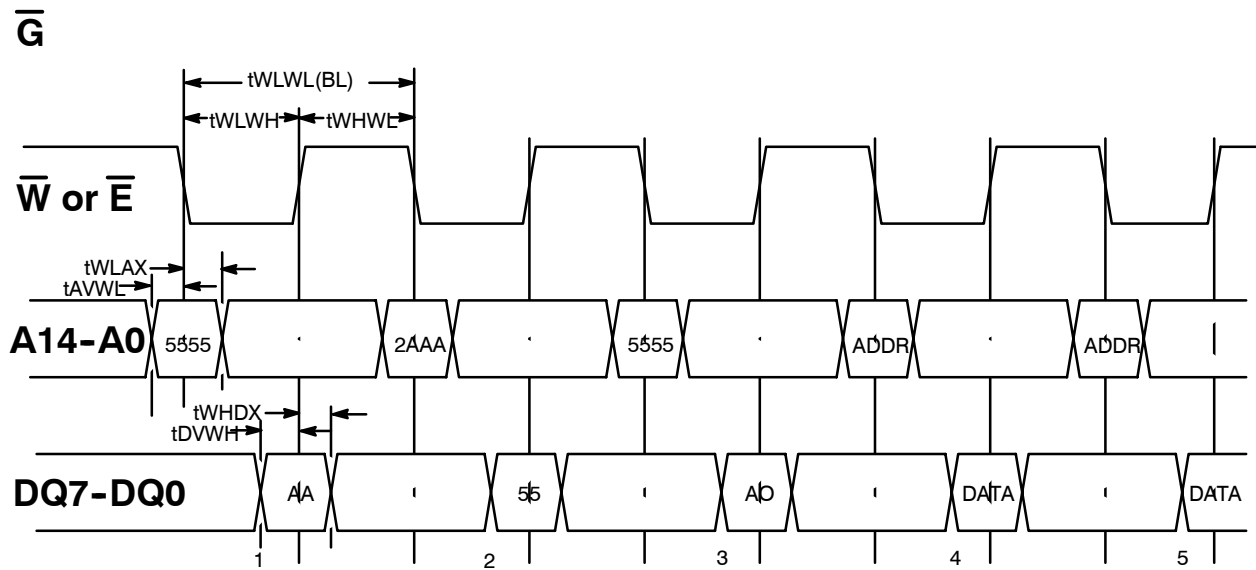 G̅
tWLWL(BL)
tWLWH tWHWL
W̅ or E̅
tWLAX
tAVWL
A14-A0 5555 2AAA 5555 ADDR ADDR
tWHDX
tDVWH
DQ7-DQ0 AA 55 AO DATA DATA
1 2 3 4 5